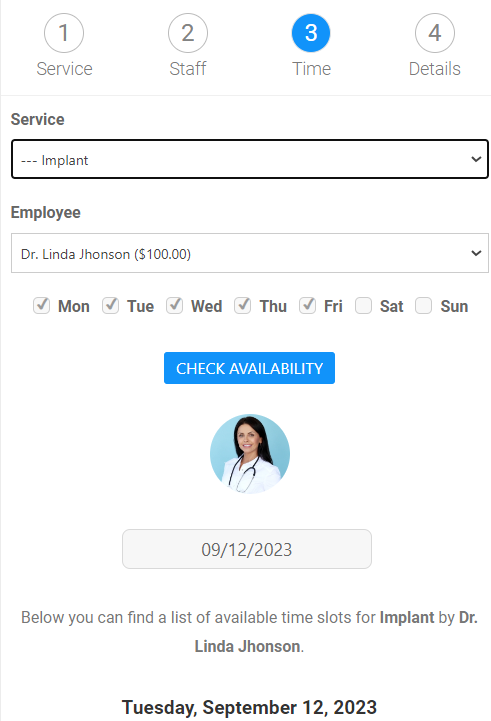 1 2 3 4
Service Staff Time Details
Service
--- Implant
Employee
Dr. Linda Jhonson ($100.00)
Mon Tue Wed Thu Fri Sat Sun
CHECK AVAILABILITY
09/12/2023
Below you can find a list of available time slots for Implant by Dr.
Linda Jhonson.
Tuesday, September 12, 2023